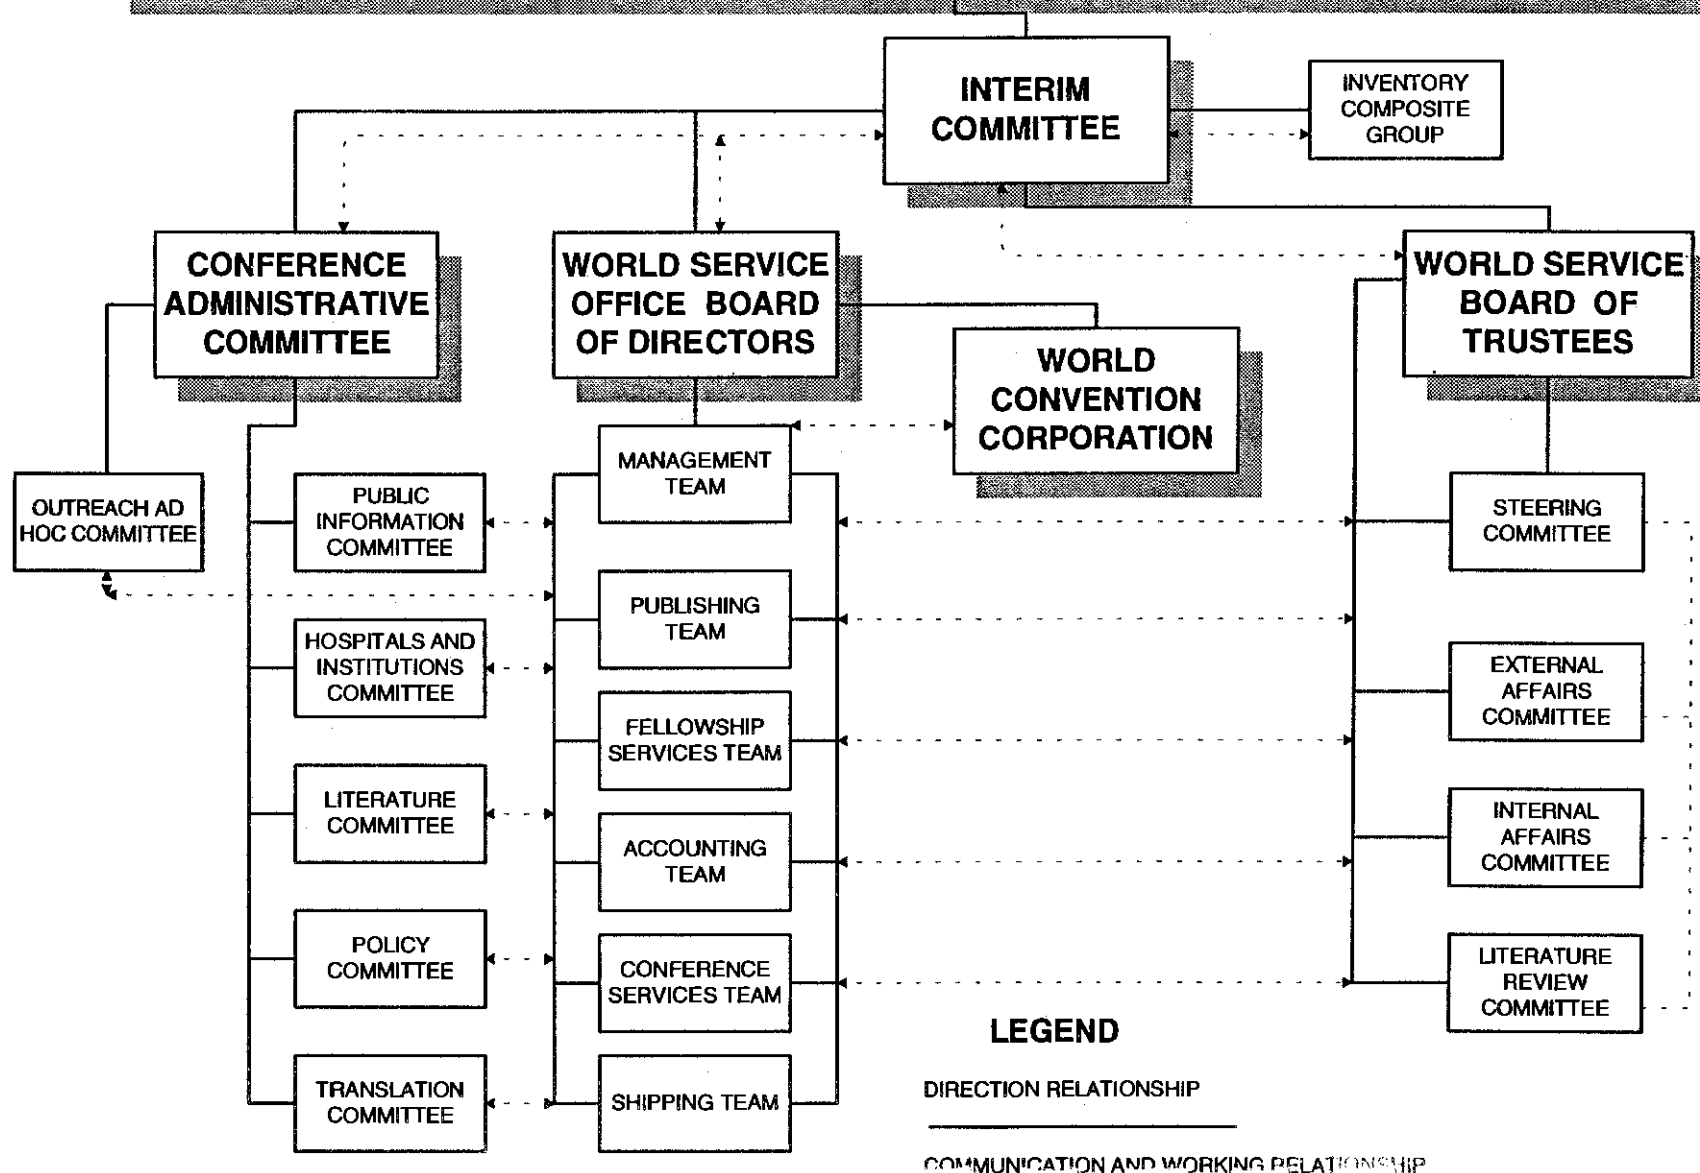 INTERIM
COMMITTEE
INVENTORY
COMPOSITE
GROUP
CONFERENCE
ADMINISTRATIVE
COMMITTEE
WORLD SERVICE
OFFICE BOARD
OF DIRECTORS
WORLD SERVICE
BOARD OF
TRUSTEES
WORLD
CONVENTION
CORPORATION
OUTREACH AD
HOC COMMITTEE
PUBLIC
INFORMATION
COMMITTEE
HOSPITALS AND
INSTITUTIONS
COMMITTEE
LITERATURE
COMMITTEE
POLICY
COMMITTEE
TRANSLATION
COMMITTEE
MANAGEMENT
TEAM
PUBLISHING
TEAM
FELLOWSHIP
SERVICES TEAM
ACCOUNTING
TEAM
CONFERENCE
SERVICES TEAM
SHIPPING TEAM
STEERING
COMMITTEE
EXTERNAL
AFFAIRS
COMMITTEE
INTERNAL
AFFAIRS
COMMITTEE
LITERATURE
REVIEW
COMMITTEE
LEGEND
DIRECTION RELATIONSHIP
COMMUNICATION AND WORKING RELATIONSHIP